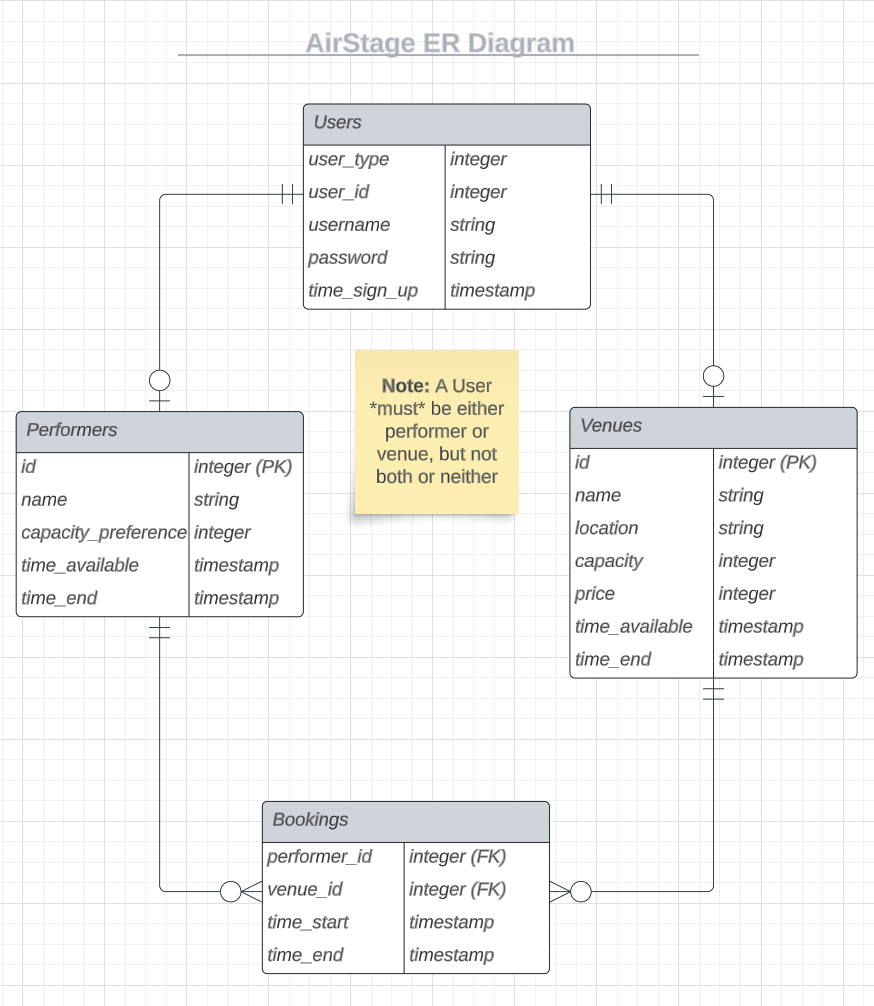 AirStage ER Diagram
Users
user_type integer
user_id integer
username string
password string
time_sign_up timestamp
Note: A User
*must* be either
performer or
venue, but not
both or neither
Performers
id integer (PK)
name string
capacity_preference integer
time_available timestamp
time_end timestamp
Venues
id integer (PK)
name string
location string
capacity integer
price integer
time_available timestamp
time_end timestamp
Bookings
performer_id integer (FK)
venue_id integer (FK)
time_start timestamp
time_end timestamp